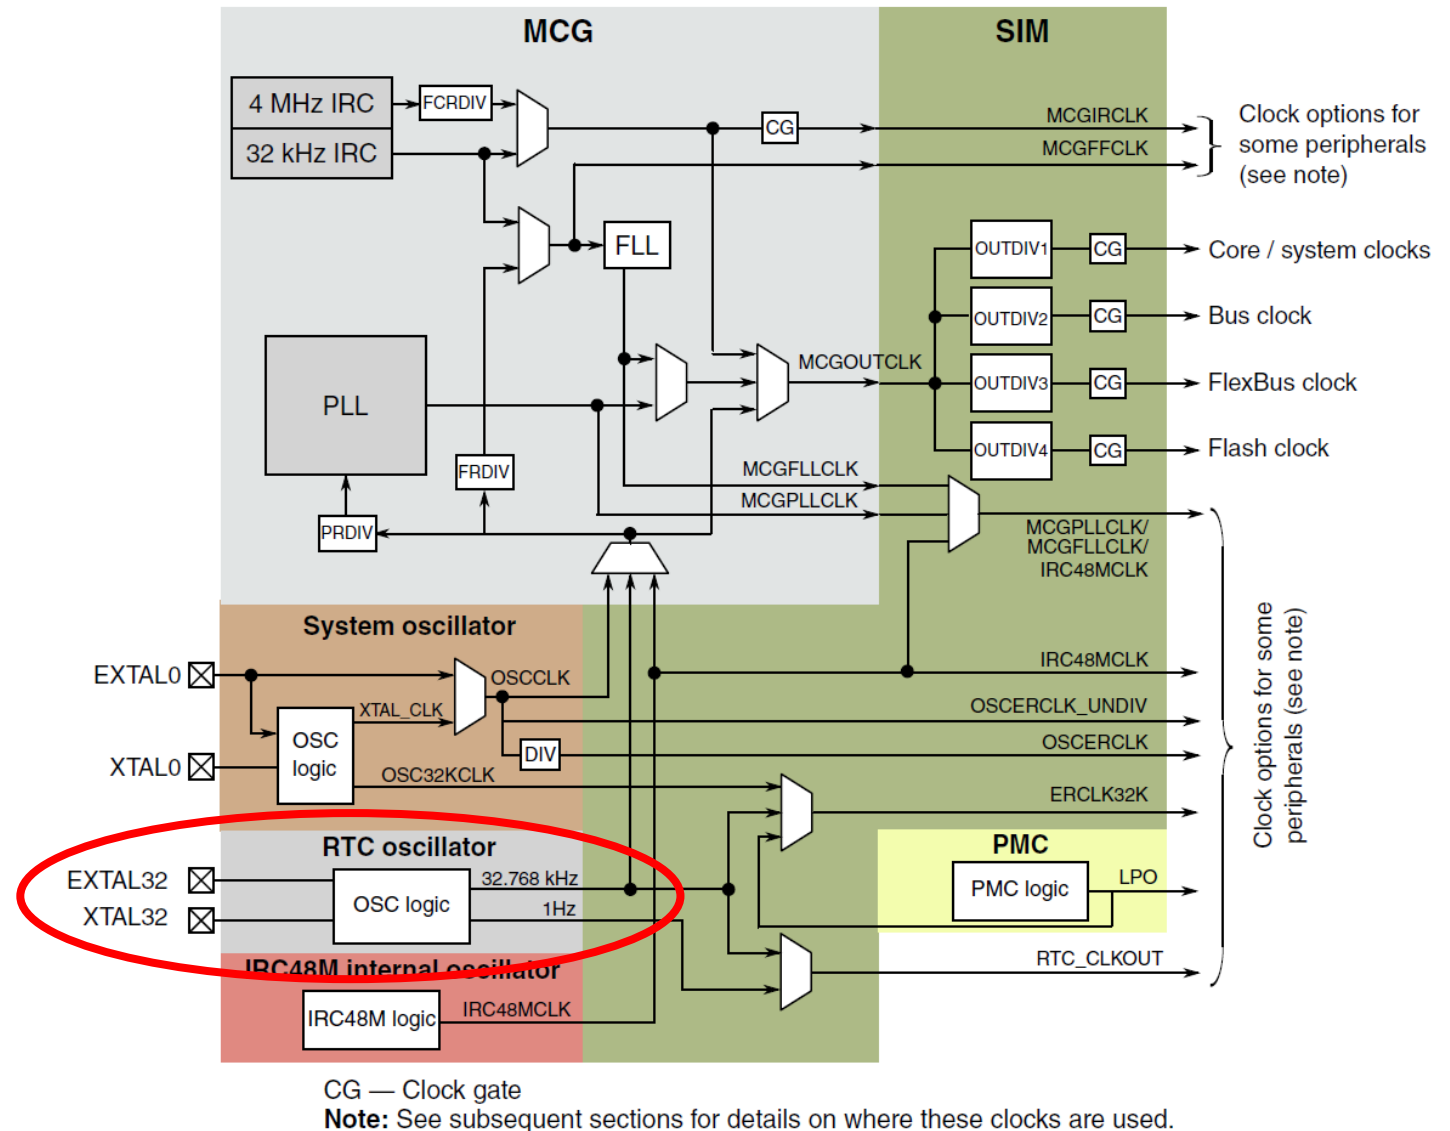 MCG
SIM
4 MHz IRC
FCRDIV
32 kHz IRC
CG
MCGIRCLK
MCGFFCLK
Clock options for
some peripherals
(see note)
FLL
OUTDIV1
CG
Core / system clocks
OUTDIV2
CG
Bus clock
MCGOUTCLK
OUTDIV3
CG
FlexBus clock
PLL
OUTDIV4
CG
Flash clock
FRDIV
MCGFLLCLK
MCGPLLCLK
PRDIV
MCGPLLCLK/
MCGFLLCLK/
IRC48MCLK
System oscillator
EXTAL0
OSCCLK
IRC48MCLK
XTAL_CLK
OSCERCLK_UNDIV
OSC
logic
XTAL0
DIV
OSCERCLK
OSC32KCLK
ERCLK32K
Clock options for some
peripherals (see note)
RTC oscillator
PMC
EXTAL32
32.768 kHz
OSC logic
PMC logic
LPO
XTAL32
1Hz
IRC48M internal oscillator
RTC_CLKOUT
IRC48M logic
IRC48MCLK
CG — Clock gate
Note: See subsequent sections for details on where these clocks are used.